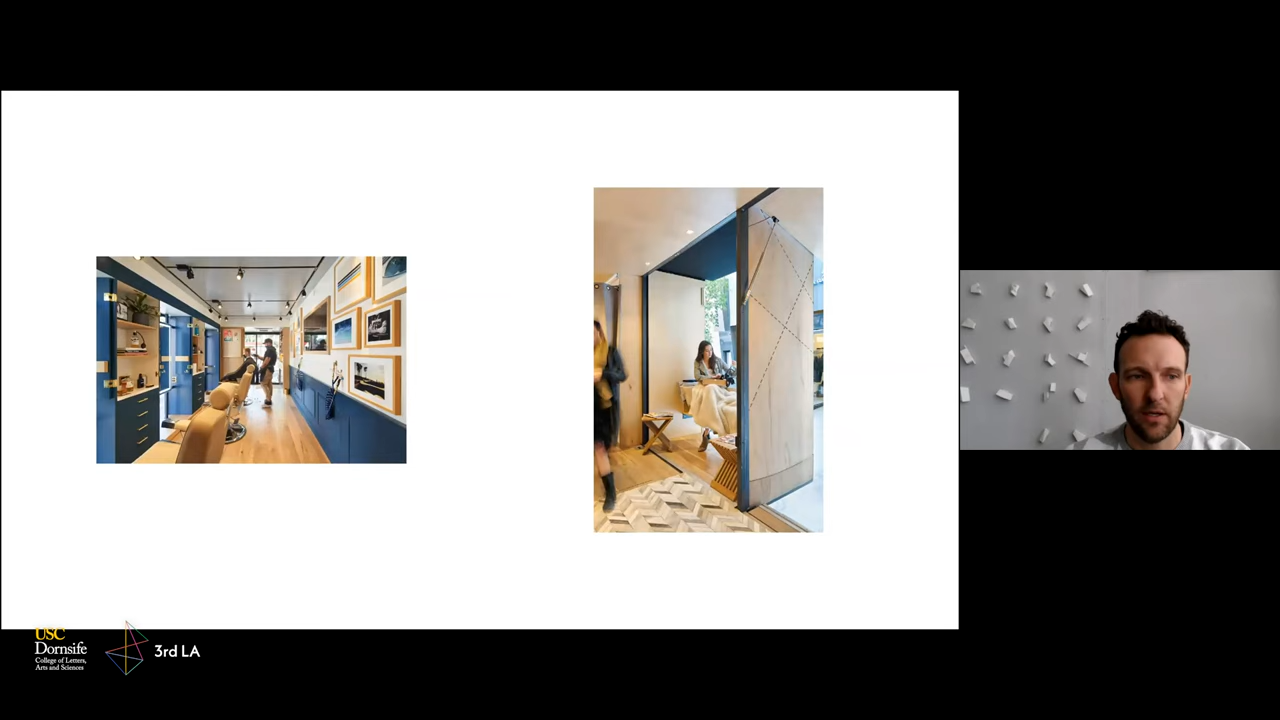 USC
Dornsife
College of Letters,
Arts and Sciences
3rd LA